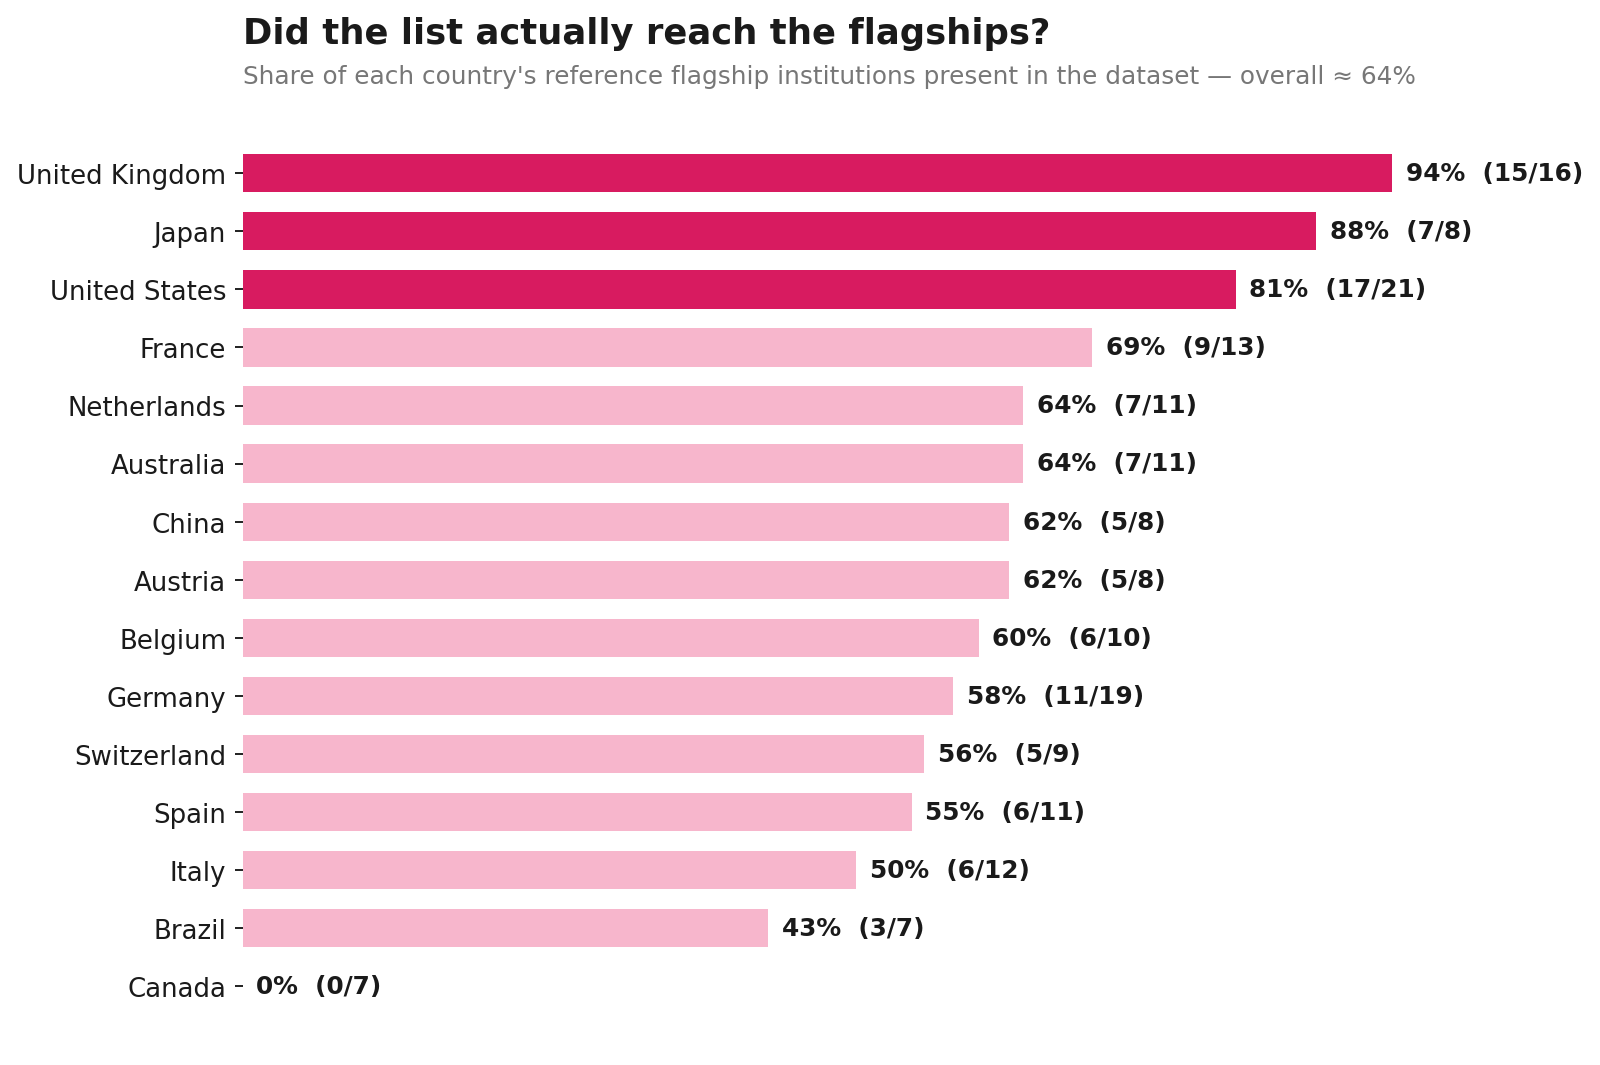 Did the list actually reach the flagships?
Share of each country's reference flagship institutions present in the dataset — overall ≈ 64%
United Kingdom 94% (15/16)
Japan 88% (7/8)
United States 81% (17/21)
France 69% (9/13)
Netherlands 64% (7/11)
Australia 64% (7/11)
China 62% (5/8)
Austria 62% (5/8)
Belgium 60% (6/10)
Germany 58% (11/19)
Switzerland 56% (5/9)
Spain 55% (6/11)
Italy 50% (6/12)
Brazil 43% (3/7)
Canada 0% (0/7)